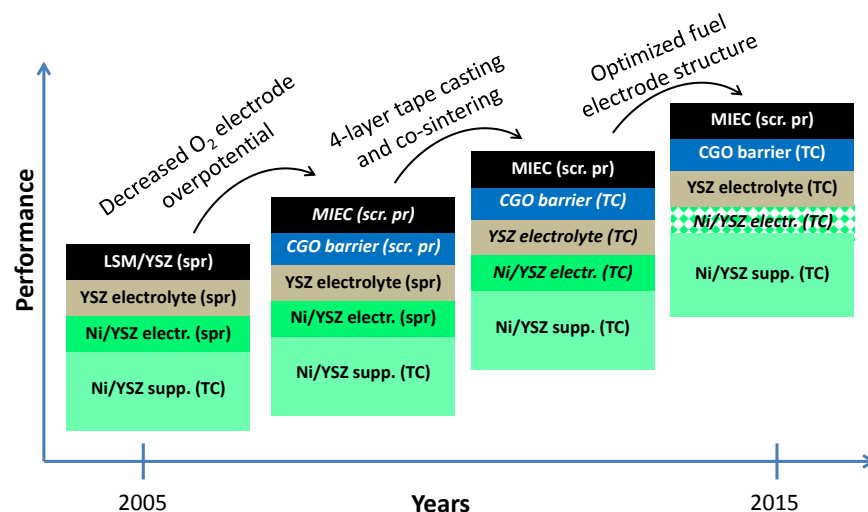 Performance
Decreased O₂ electrode
overpotential
4-layer tape casting
and co-sintering
Optimized fuel
electrode structure
LSM/YSZ (spr)
YSZ electrolyte (spr)
Ni/YSZ electr. (spr)
Ni/YSZ supp. (TC)
MIEC (scr. pr)
CGO barrier (scr. pr)
YSZ electrolyte (spr)
Ni/YSZ electr. (spr)
Ni/YSZ supp. (TC)
MIEC (scr. pr)
CGO barrier (TC)
YSZ electrolyte (TC)
Ni/YSZ electr. (TC)
Ni/YSZ supp. (TC)
MIEC (scr. pr)
CGO barrier (TC)
YSZ electrolyte (TC)
Ni/YSZ electr. (TC)
Ni/YSZ supp. (TC)
2005
Years
2015